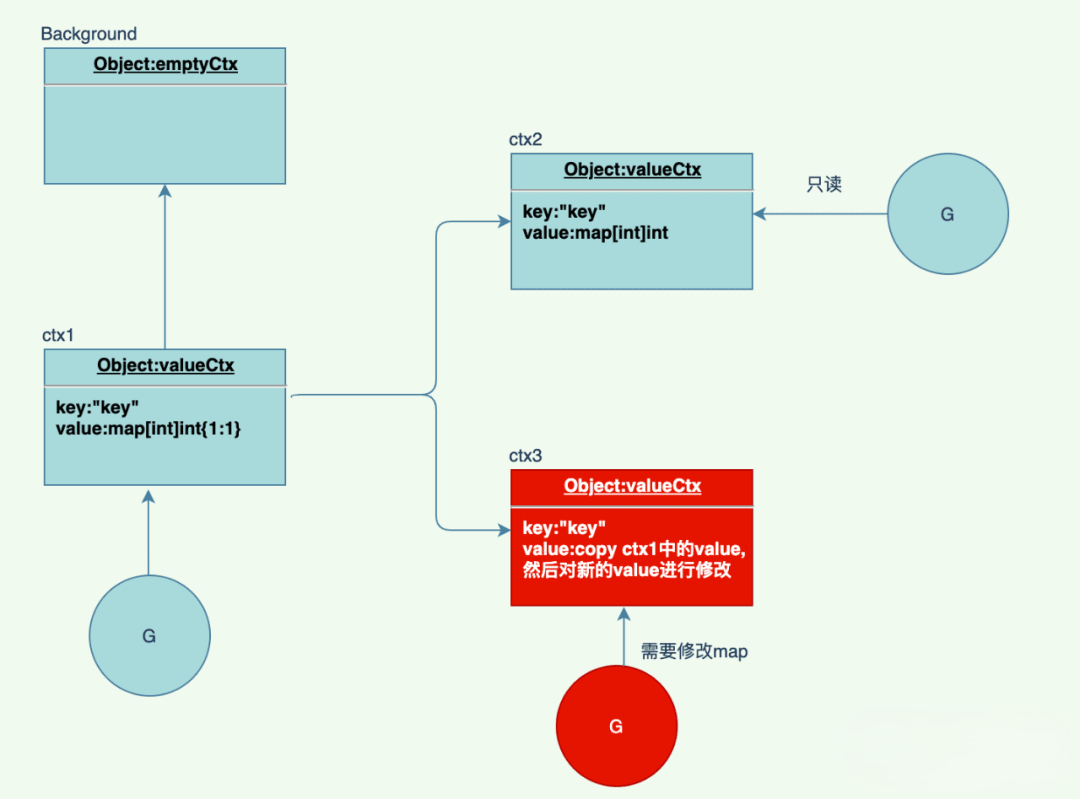 Background
Object:emptyCtx
ctx2
Object:valueCtx
key:"key"
value:map[int]int
只读
G
ctx1
Object:valueCtx
key:"key"
value:map[int]int{1:1}
G
ctx3
Object:valueCtx
key:"key"
value:copy ctx1中的value,
然后对新的value进行修改
需要修改map
G